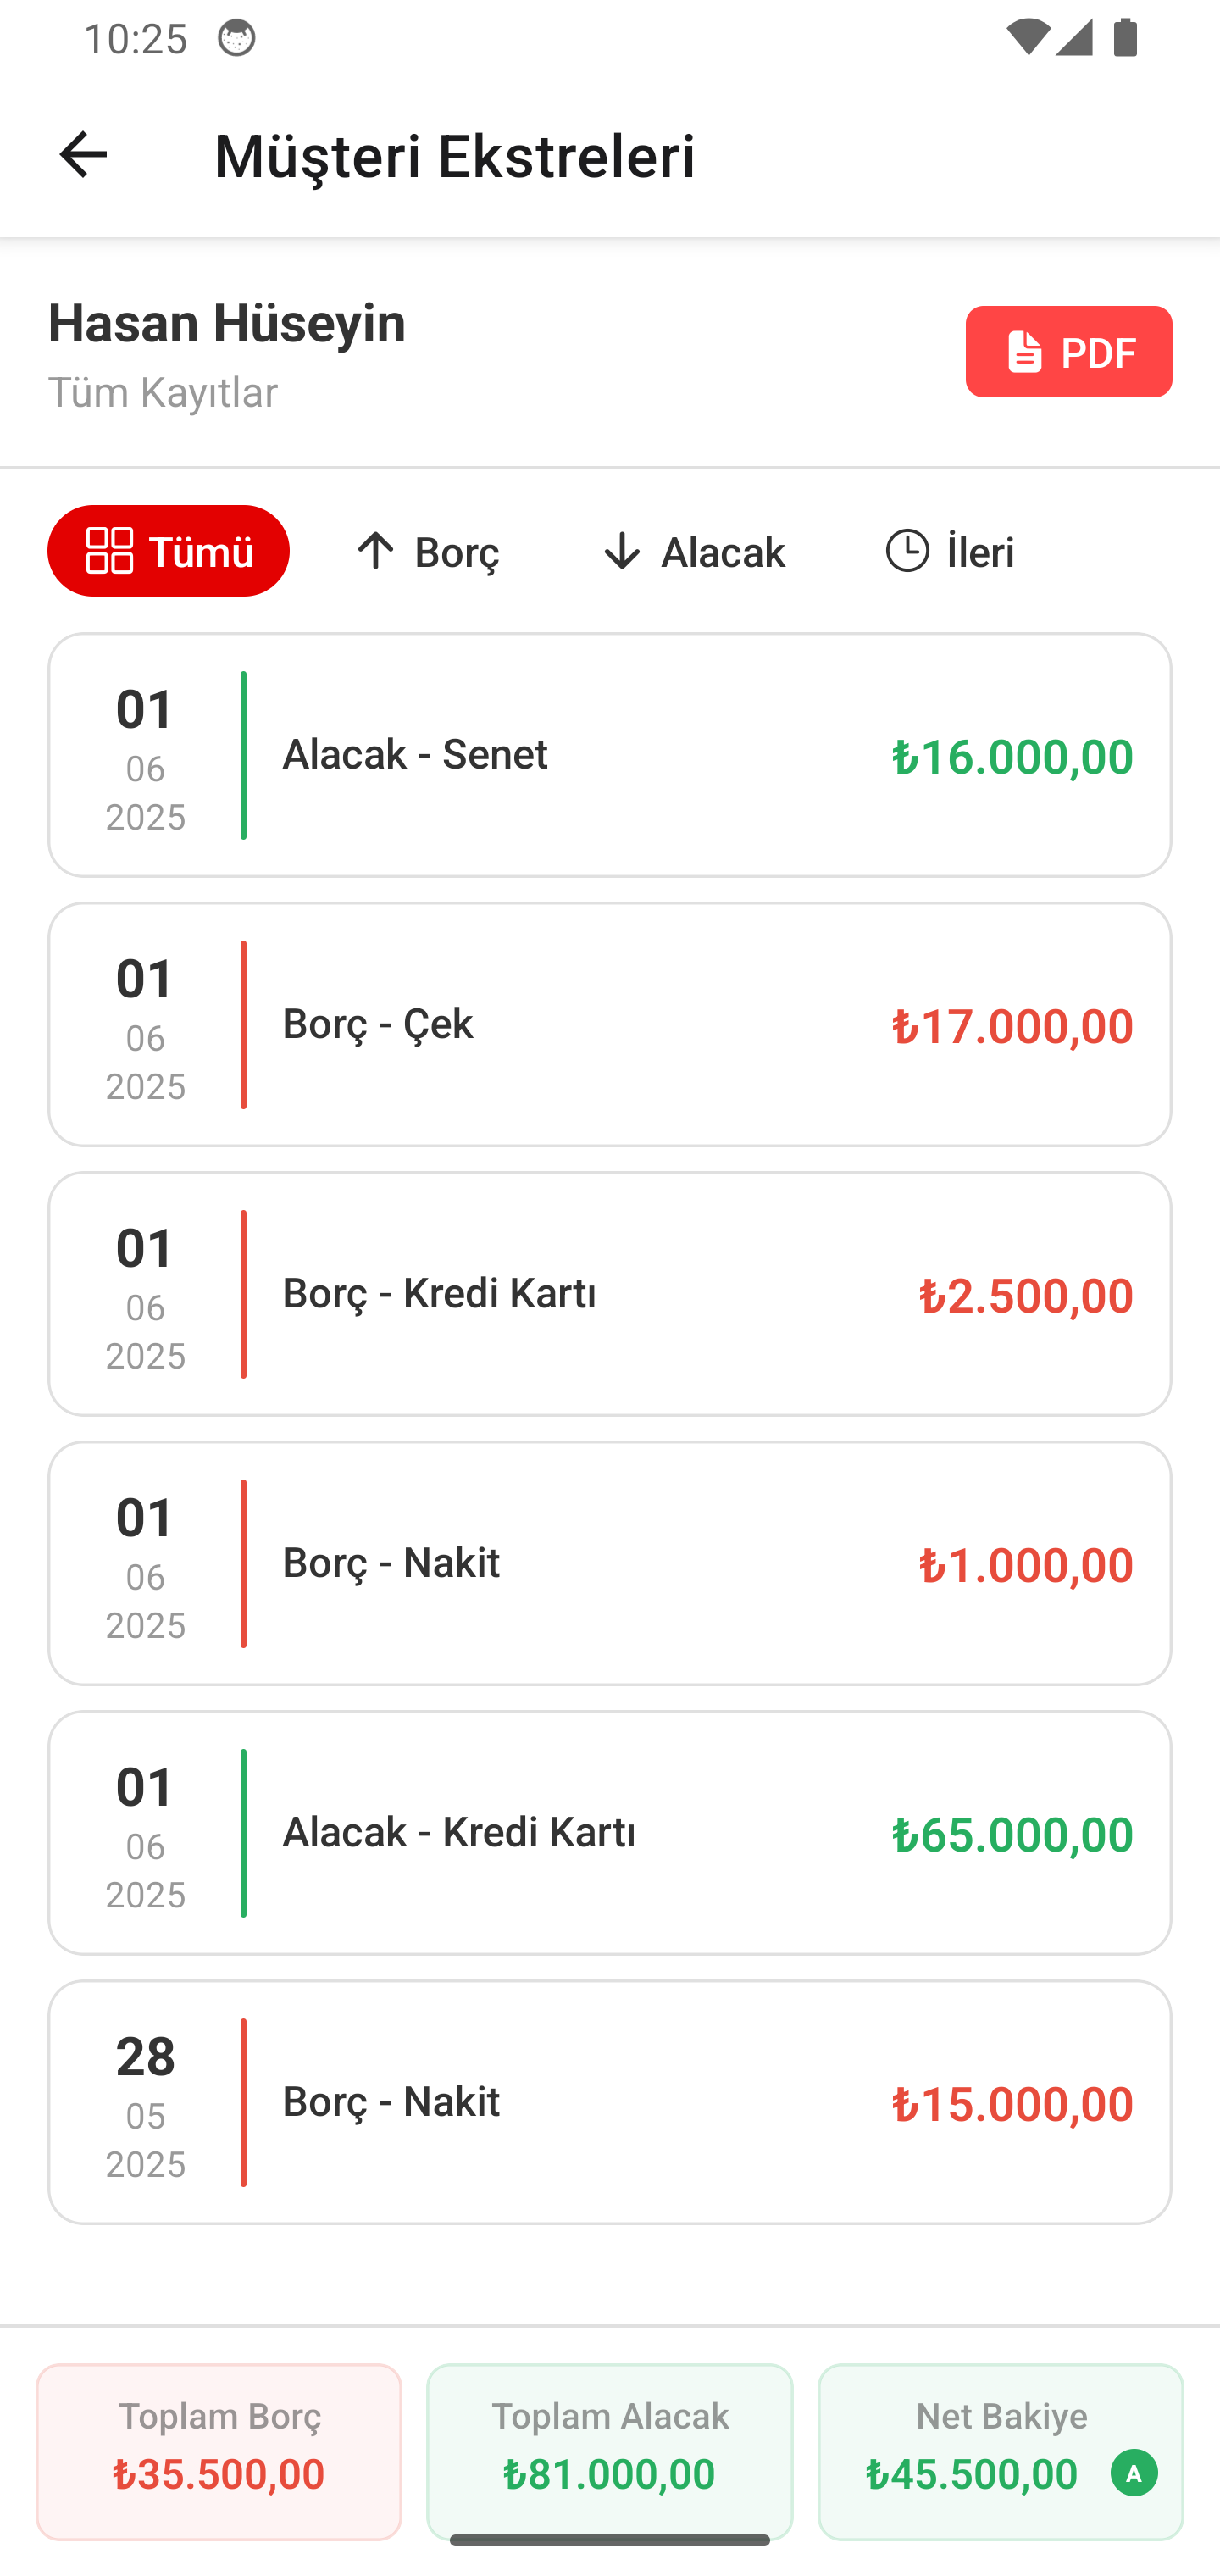 10:25
Müşteri Ekstreleri
Hasan Hüseyin
Tüm Kayıtlar
PDF
Tümü
Borç
Alacak
İleri
01
06
2025
Alacak - Senet
₺16.000,00
01
06
2025
Borç - Çek
₺17.000,00
01
06
2025
Borç - Kredi Kartı
₺2.500,00
01
06
2025
Borç - Nakit
₺1.000,00
01
06
2025
Alacak - Kredi Kartı
₺65.000,00
28
05
2025
Borç - Nakit
₺15.000,00
Toplam Borç
₺35.500,00
Toplam Alacak
₺81.000,00
Net Bakiye
₺45.500,00
A